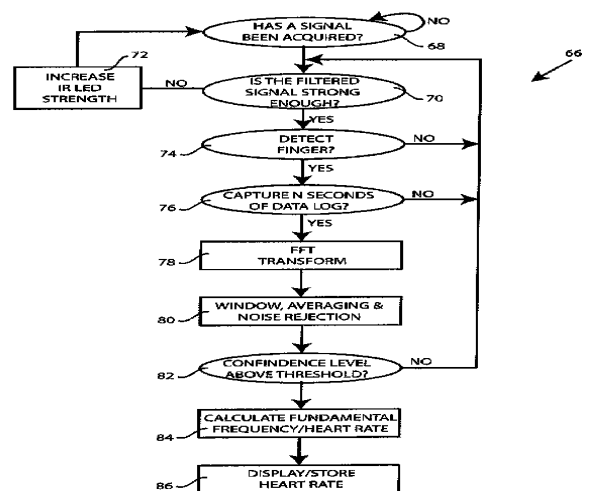 HAS A SIGNAL
BEEN ACQUIRED?
NO
68
66
72
INCREASE
IR LED
STRENGTH
NO
IS THE FILTERED
SIGNAL STRONG
ENOUGH?
70
YES
74
DETECT
FINGER?
NO
YES
76
CAPTURE N SECONDS
OF DATA LOG?
NO
YES
78
FFT
TRANSFORM
80
WINDOW, AVERAGING &
NOISE REJECTION
82
CONFINDENCE LEVEL
ABOVE THRESHOLD?
NO
84
CALCULATE FUNDAMENTAL
FREQUENCY/HEART RATE
86
DISPLAY/STORE
HEART RATE